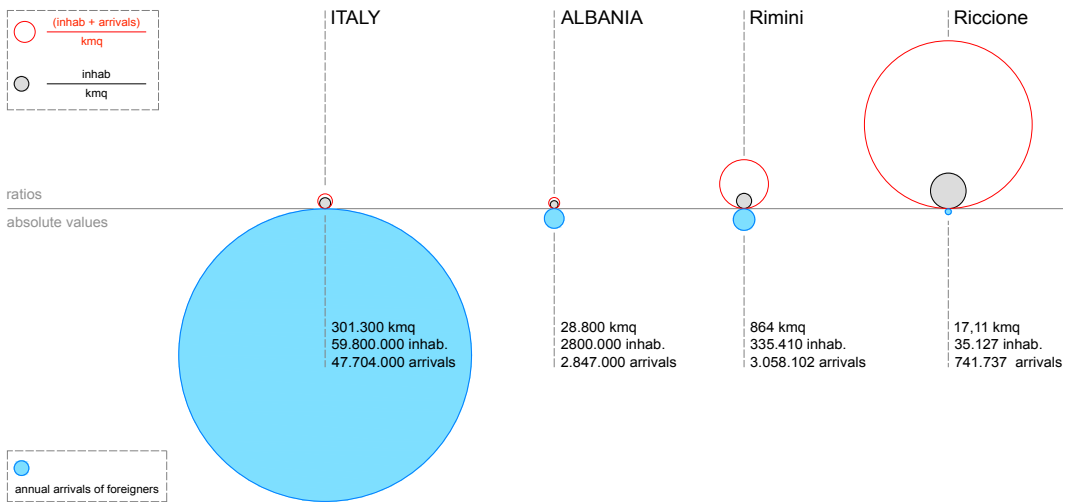 (inhab + arrivals)
kmq
inhab
kmq
ITALY
ALBANIA
Rimini
Riccione
ratios
absolute values
301.300 kmq
59.800.000 inhab.
47.704.000 arrivals
28.800 kmq
2800.000 inhab.
2.847.000 arrivals
864 kmq
335.410 inhab.
3.058.102 arrivals
17,11 kmq
35.127 inhab.
741.737 arrivals
annual arrivals of foreigners